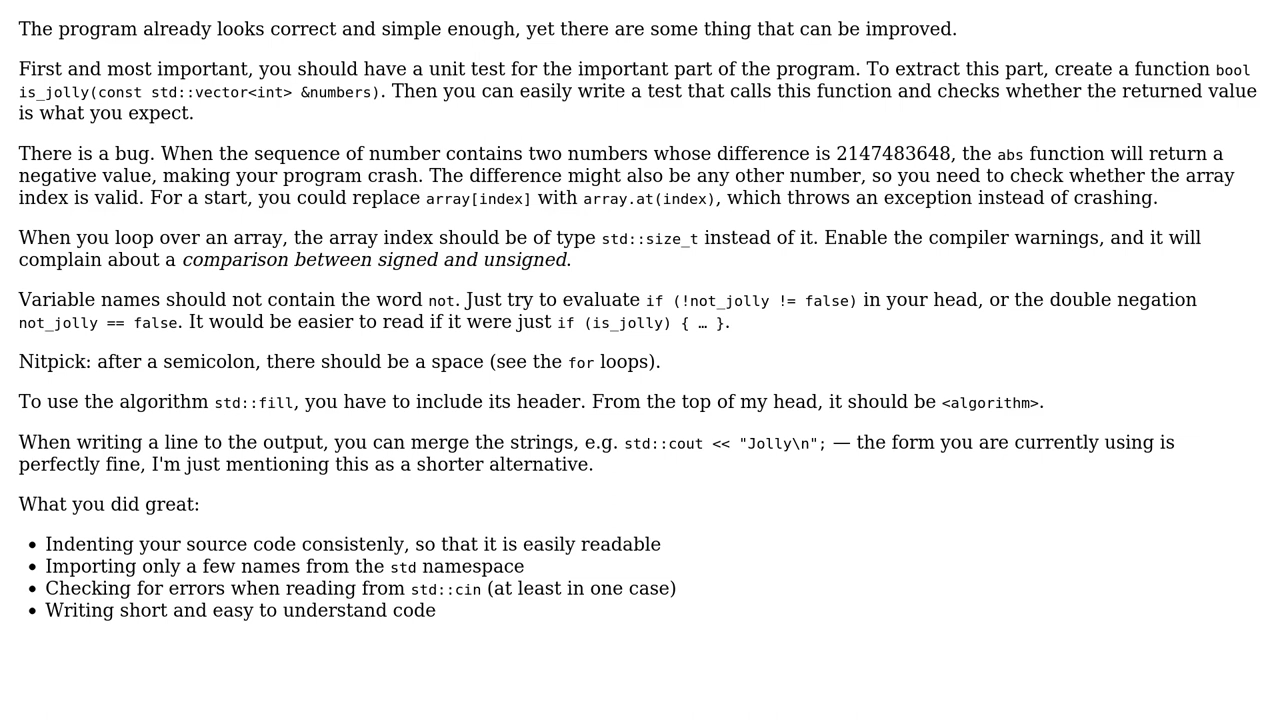 The program already looks correct and simple enough, yet there are some thing that can be improved.
First and most important, you should have a unit test for the important part of the program. To extract this part, create a function bool
is_jolly(const std::vector<int> &numbers). Then you can easily write a test that calls this function and checks whether the returned value
is what you expect.
There is a bug. When the sequence of number contains two numbers whose difference is 2147483648, the abs function will return a
negative value, making your program crash. The difference might also be any other number, so you need to check whether the array
index is valid. For a start, you could replace array[index] with array.at(index), which throws an exception instead of crashing.
When you loop over an array, the array index should be of type std::size_t instead of it. Enable the compiler warnings, and it will
complain about a comparison between signed and unsigned.
Variable names should not contain the word not. Just try to evaluate if (!not_jolly != false) in your head, or the double negation
not_jolly == false. It would be easier to read if it were just if (is_jolly) { … }.
Nitpick: after a semicolon, there should be a space (see the for loops).
To use the algorithm std::fill, you have to include its header. From the top of my head, it should be <algorithm>.
When writing a line to the output, you can merge the strings, e.g. std::cout << "Jolly\n"; — the form you are currently using is
perfectly fine, I'm just mentioning this as a shorter alternative.
What you did great:
• Indenting your source code consistenly, so that it is easily readable
• Importing only a few names from the std namespace
• Checking for errors when reading from std::cin (at least in one case)
• Writing short and easy to understand code